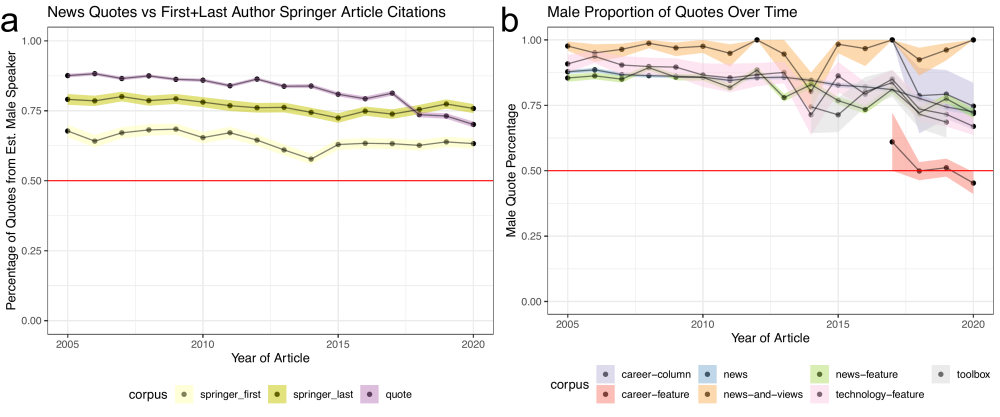 a
News Quotes vs First+Last Author Springer Article Citations
Percentage of Quotes from Est. Male Speaker
1.00
0.75
0.50
0.25
0.00
2005 2010 2015 2020
Year of Article
corpus springer_first springer_last quote
b
Male Proportion of Quotes Over Time
Male Quote Percentage
1.00
0.75
0.50
0.25
0.00
2005 2010 2015 2020
Year of Article
corpus
career-column news news-feature toolbox
career-feature news-and-views technology-feature